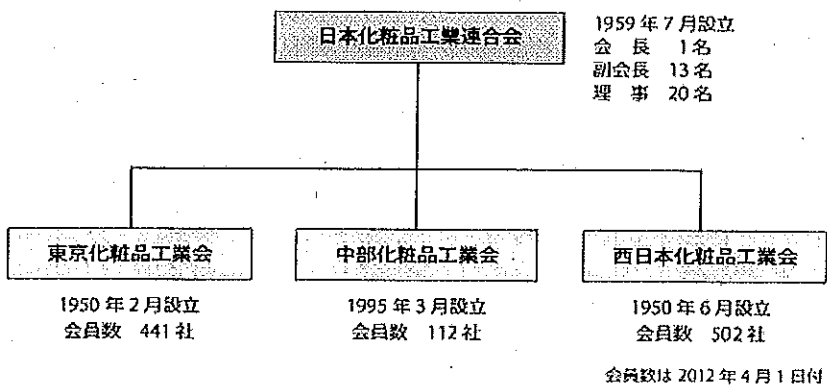 日本化粧品工業連合会
1959年7月設立
会 長 1名
副会長 13名
理 事 20名
東京化粧品工業会
中部化粧品工業会
西日本化粧品工業会
1950年2月設立
会員数 441社
1995年3月設立
会員数 112社
1950年6月設立
会員数 502社
会員数は2012年4月1日付